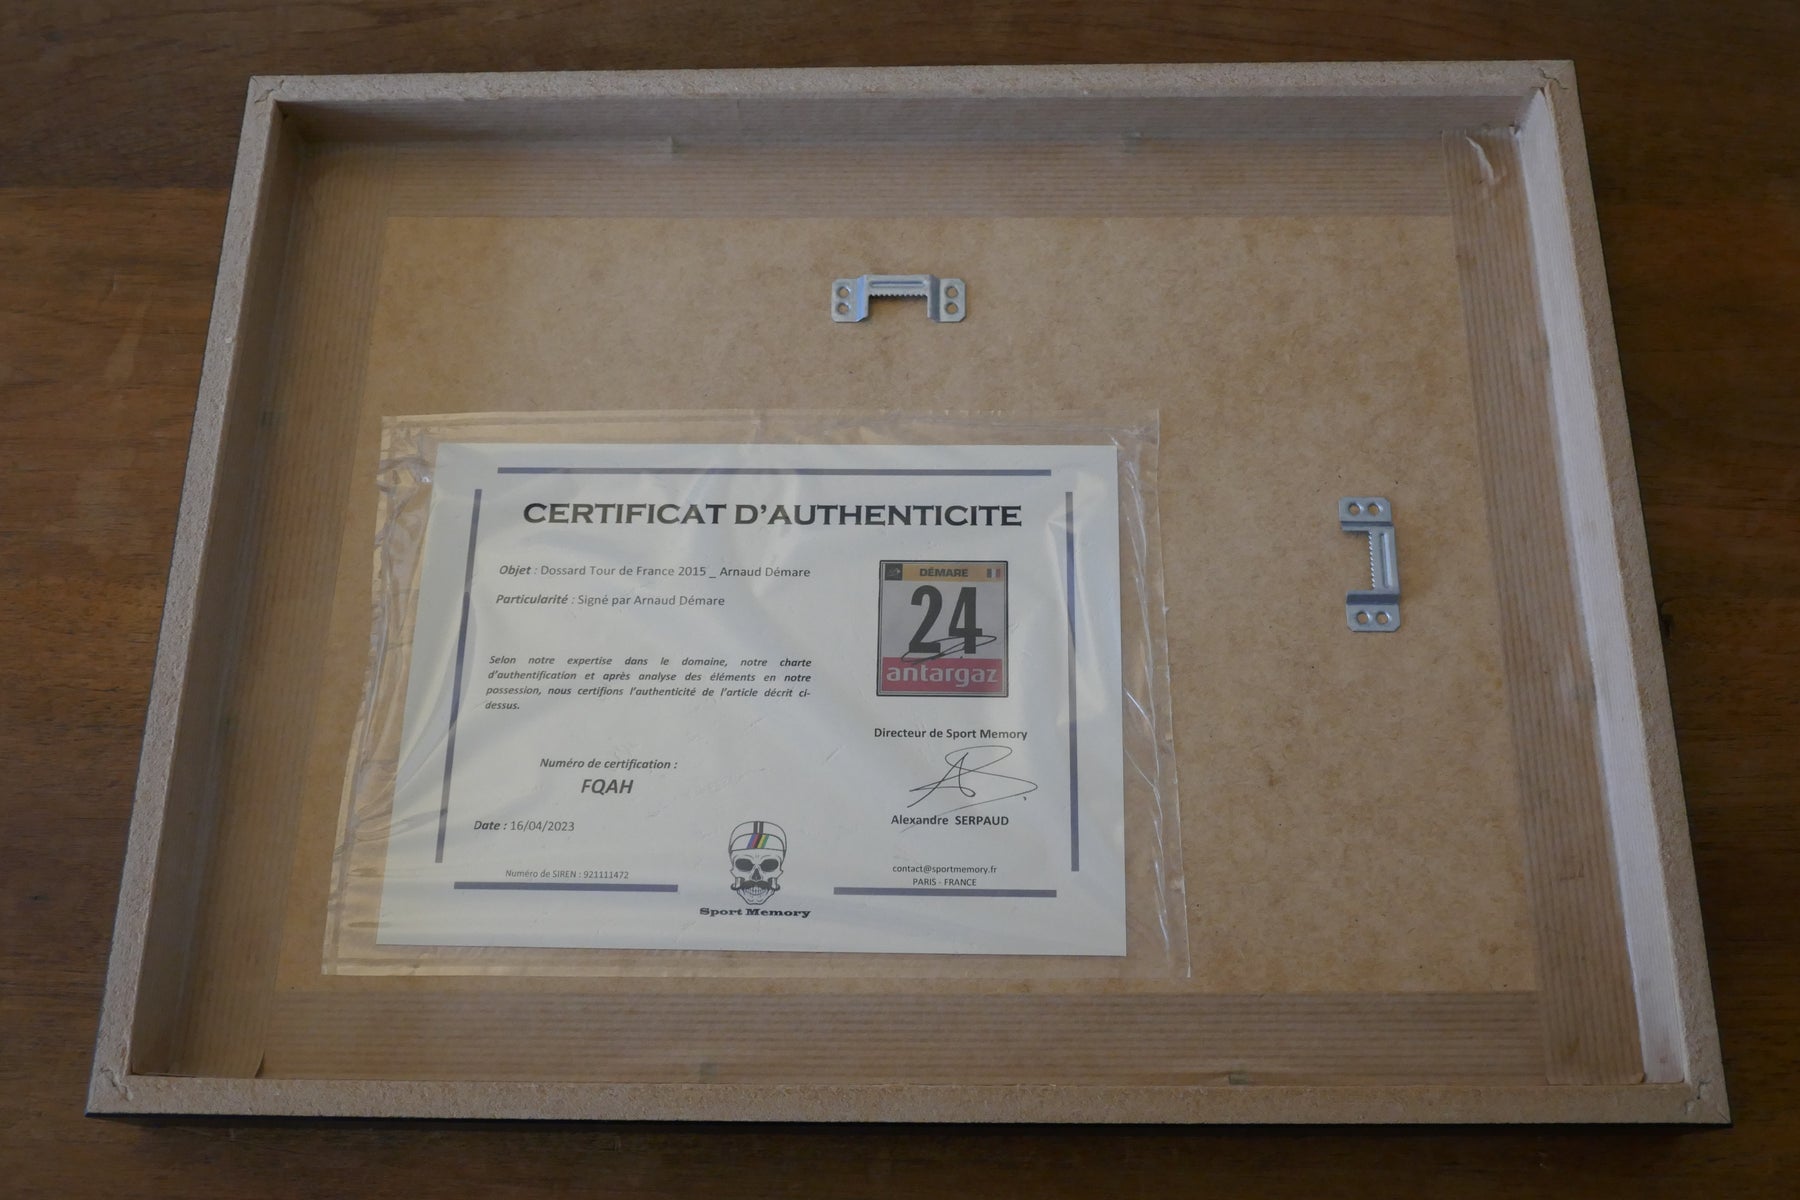 CERTIFICAT D'AUTHENTICITE
Objet : Dossard Tour de France 2015 _ Arnaud Démare
Particularité : Signé par Arnaud Démare
DÉMARE
24
antargaz
Selon notre expertise dans le domaine, notre charte
d'authentification et après analyse des éléments en notre
possession, nous certifions l'authenticité de l'article décrit ci-
dessus.
Numéro de certification :
FQAH
Date : 16/04/2023
Directeur de Sport Memory
Alexandre SERPAUD
Numéro de SIREN : 921111472
Sport Memory
contact@sportmemory.fr
PARIS - FRANCE